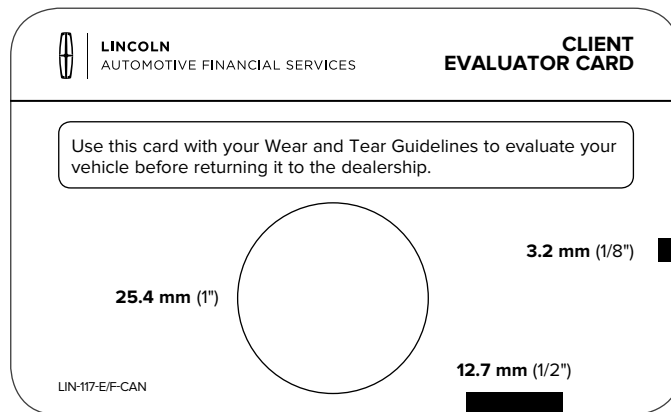 LINCOLN
AUTOMOTIVE FINANCIAL SERVICES
CLIENT
EVALUATOR CARD
Use this card with your Wear and Tear Guidelines to evaluate your
vehicle before returning it to the dealership.
3.2 mm (1/8")
25.4 mm (1")
12.7 mm (1/2")
LIN-117-E/F-CAN